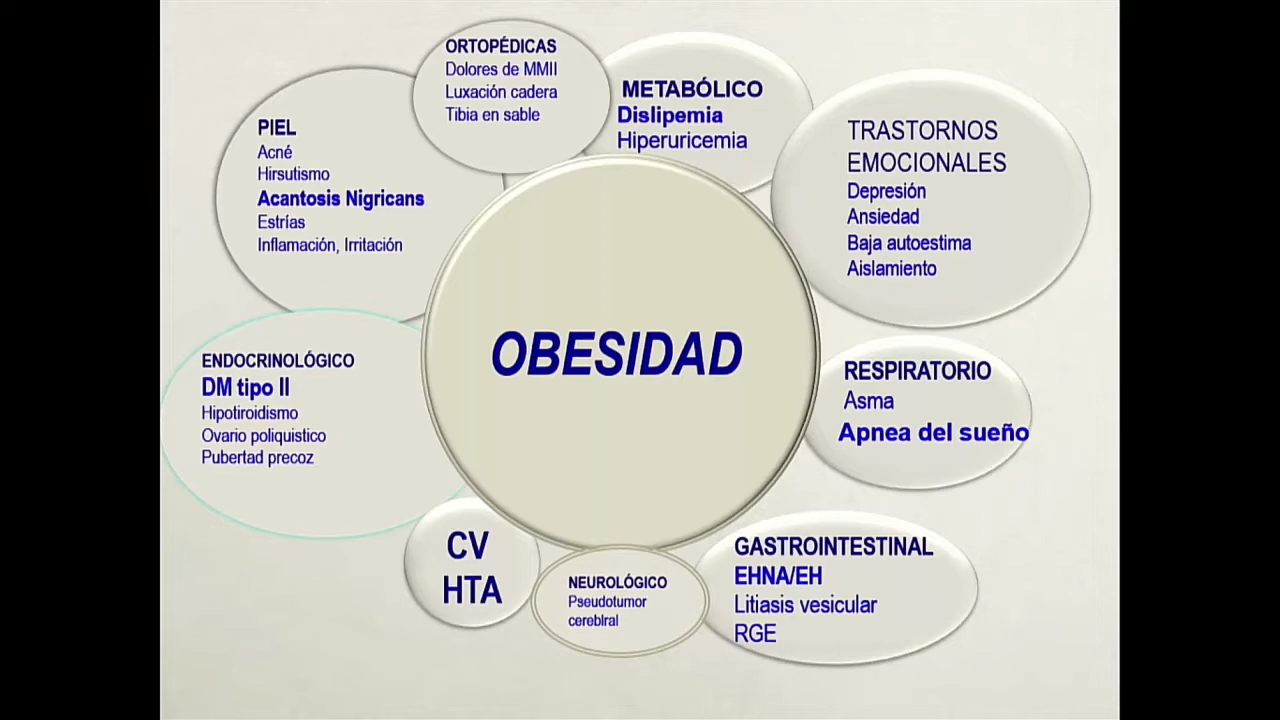 ORTOPÉDICAS
Dolores de MMII
Luxación cadera
Tibia en sable
METABÓLICO
Dislipemia
Hiperuricemia
PIEL
Acné
Hirsutismo
Acantosis Nigricans
Estrías
Inflamación, Irritación
TRASTORNOS
EMOCIONALES
Depresión
Ansiedad
Baja autoestima
Aislamiento
OBESIDAD
ENDOCRINOLÓGICO
DM tipo II
Hipotiroidismo
Ovario poliquistico
Pubertad precoz
RESPIRATORIO
Asma
Apnea del sueño
CV
HTA
NEUROLÓGICO
Pseudotumor
cereblral
GASTROINTESTINAL
EHNA/EH
Litiasis vesicular
RGE